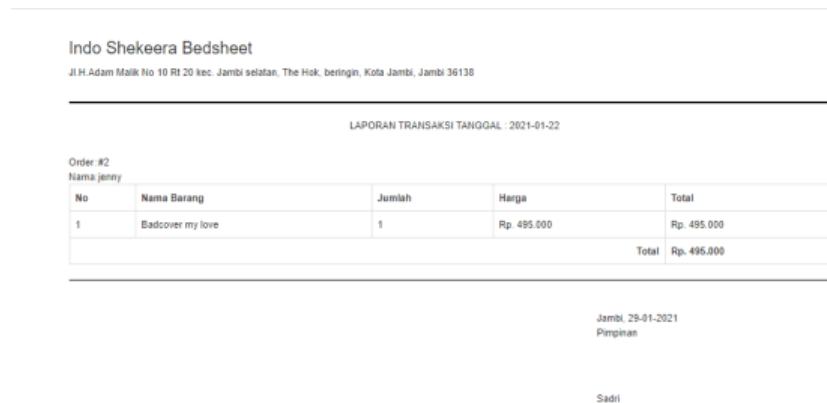 Indo Shekeera Bedsheet
Jl.H.Adam Malik No 10 Rt 20 kec. Jambi selatan, The Hok, beringin, Kota Jambi, Jambi 36138
LAPORAN TRANSAKSI TANGGAL : 2021-01-22
Order :#2
Nama:jenny
No Nama Barang Jumlah Harga Total
1 Badcover my love 1 Rp. 495.000 Rp. 495.000
Total Rp. 495.000
Jambi, 29-01-2021
Pimpinan
Sadri